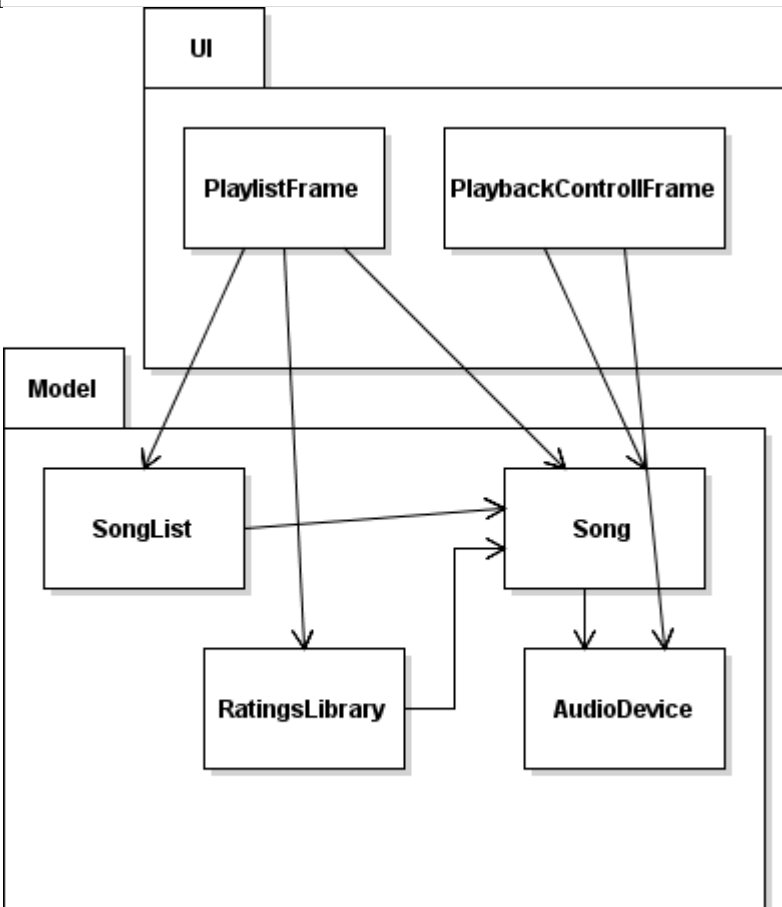 UI
PlaylistFrame
PlaybackControllFrame
Model
SongList
Song
RatingsLibrary
AudioDevice